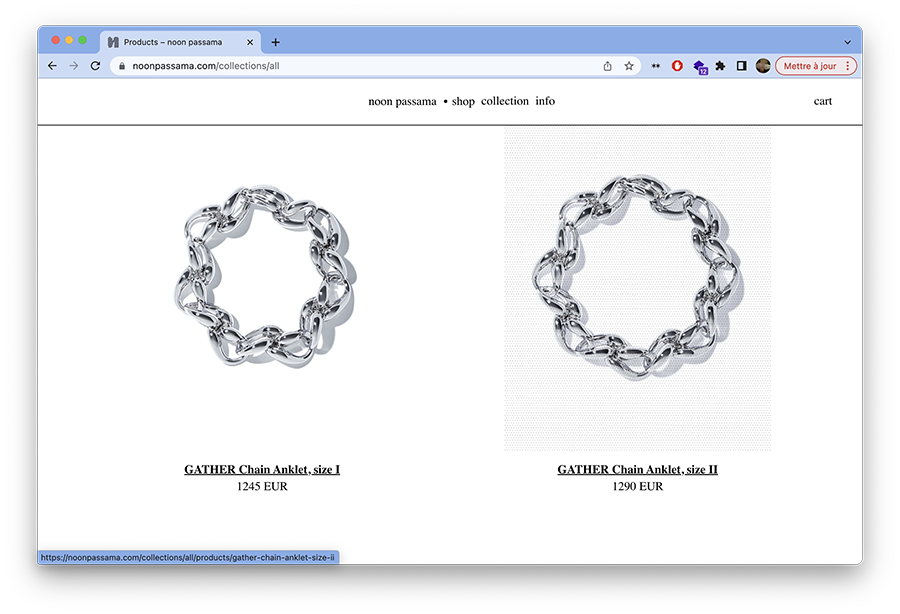 Products – noon passama
noonpassama.com/collections/all
12
Mettre à jour
noon passama • shop collection info
cart
GATHER Chain Anklet, size I
1245 EUR
GATHER Chain Anklet, size II
1290 EUR
https://noonpassama.com/collections/all/products/gather-chain-anklet-size-ii